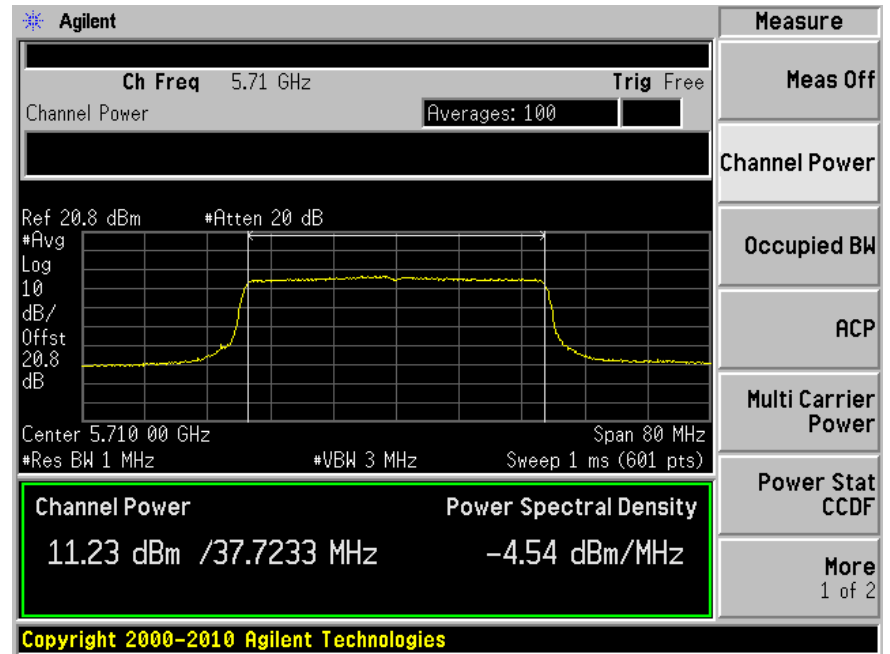 Agilent
Measure
Ch Freq 5.71 GHz Trig Free
Channel Power Averages: 100
Ref 20.8 dBm #Atten 20 dB
#Avg
Log
10
dB/
Offst
20.8
dB
Center 5.710 00 GHz Span 80 MHz
#Res BW 1 MHz #VBW 3 MHz Sweep 1 ms (601 pts)
Channel Power Power Spectral Density
11.23 dBm /37.7233 MHz -4.54 dBm/MHz
Copyright 2000-2010 Agilent Technologies
Meas Off
Channel Power
Occupied BW
ACP
Multi Carrier
Power
Power Stat
CCDF
More
1 of 2